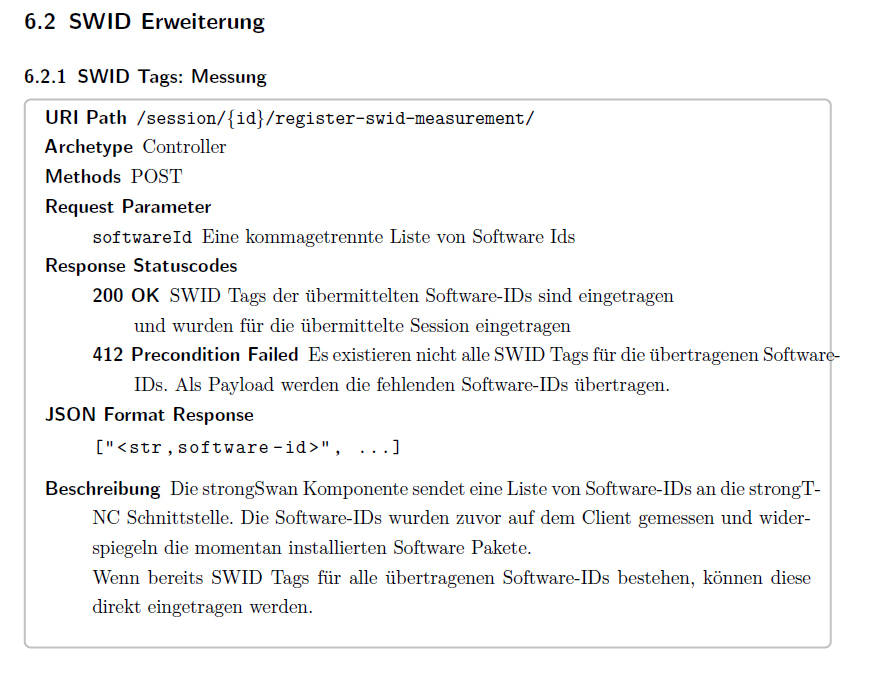 6.2 SWID Erweiterung
6.2.1 SWID Tags: Messung
URI Path /session/{id}/register-swid-measurement/
Archetype Controller
Methods POST
Request Parameter
softwareId Eine kommagetrennte Liste von Software Ids
Response Statuscodes
200 OK SWID Tags der übermittelten Software-IDs sind eingetragen
und wurden für die übermittelte Session eingetragen
412 Precondition Failed Es existieren nicht alle SWID Tags für die übertragenen Software-
IDs. Als Payload werden die fehlenden Software-IDs übertragen.
JSON Format Response
["<str,software-id>", ...]
Beschreibung Die strongSwan Komponente sendet eine Liste von Software-IDs an die strongT-
NC Schnittstelle. Die Software-IDs wurden zuvor auf dem Client gemessen und wider-
spiegeln die momentan installierten Software Pakete.
Wenn bereits SWID Tags für alle übertragenen Software-IDs bestehen, können diese
direkt eingetragen werden.